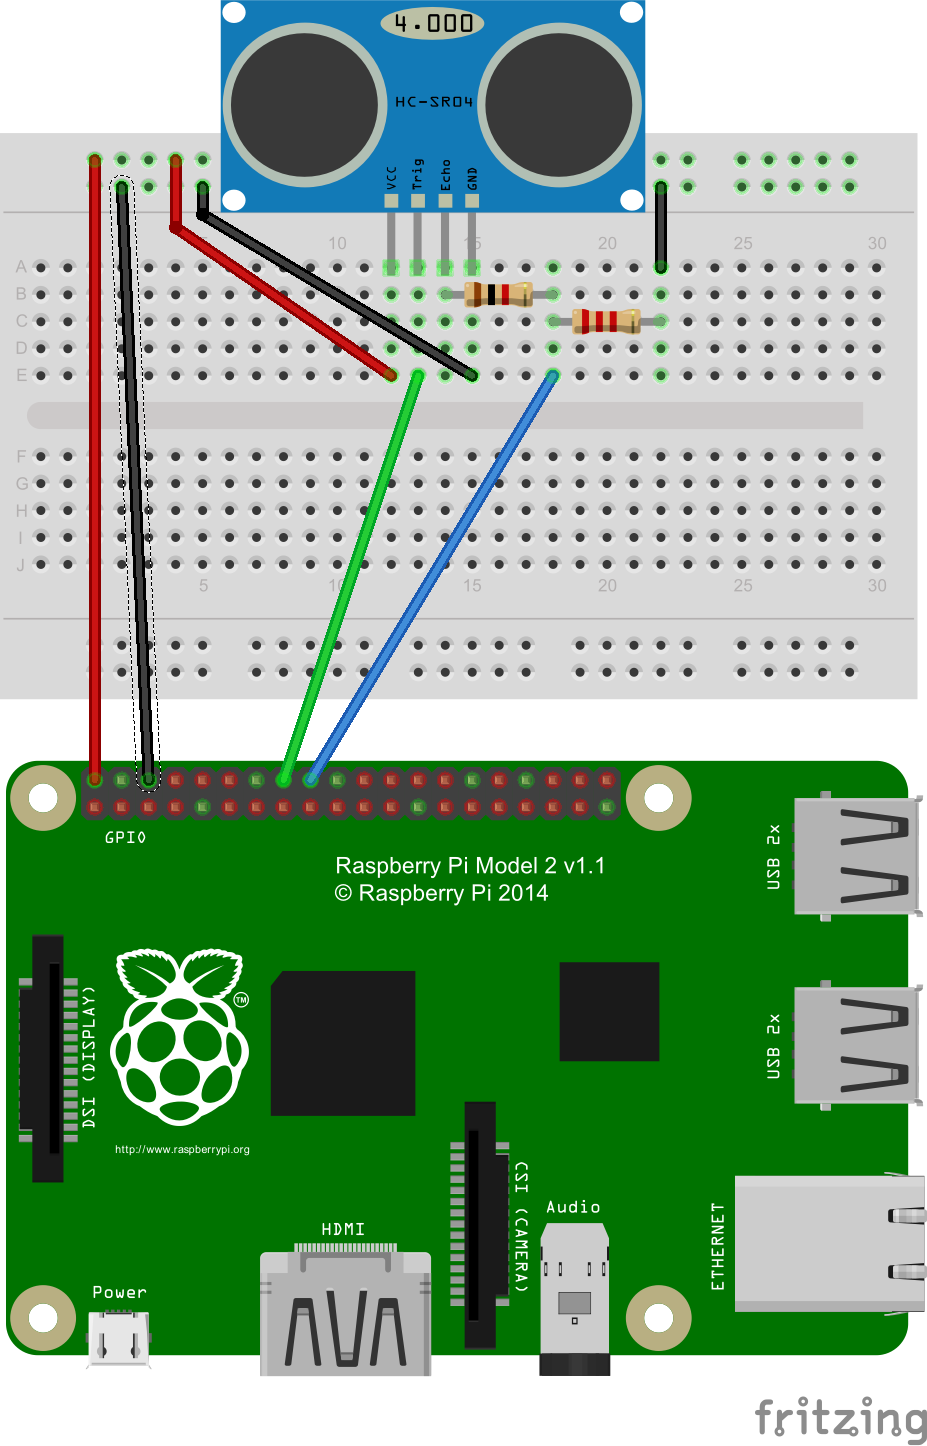 4.000
HC-SR04
VCC Trig Echo GND
5 10 15 20 25 30
A
B
C
D
E
F
G
H
I
J
5 10 15 20 25 30
GPIO
Raspberry Pi Model 2 v1.1
© Raspberry Pi 2014
USB 2x
USB 2x
DSI (DISPLAY)
TM
http://www.raspberrypi.org
CSI (CAMERA)
Audio
ETHERNET
HDMI
Power
fritzing